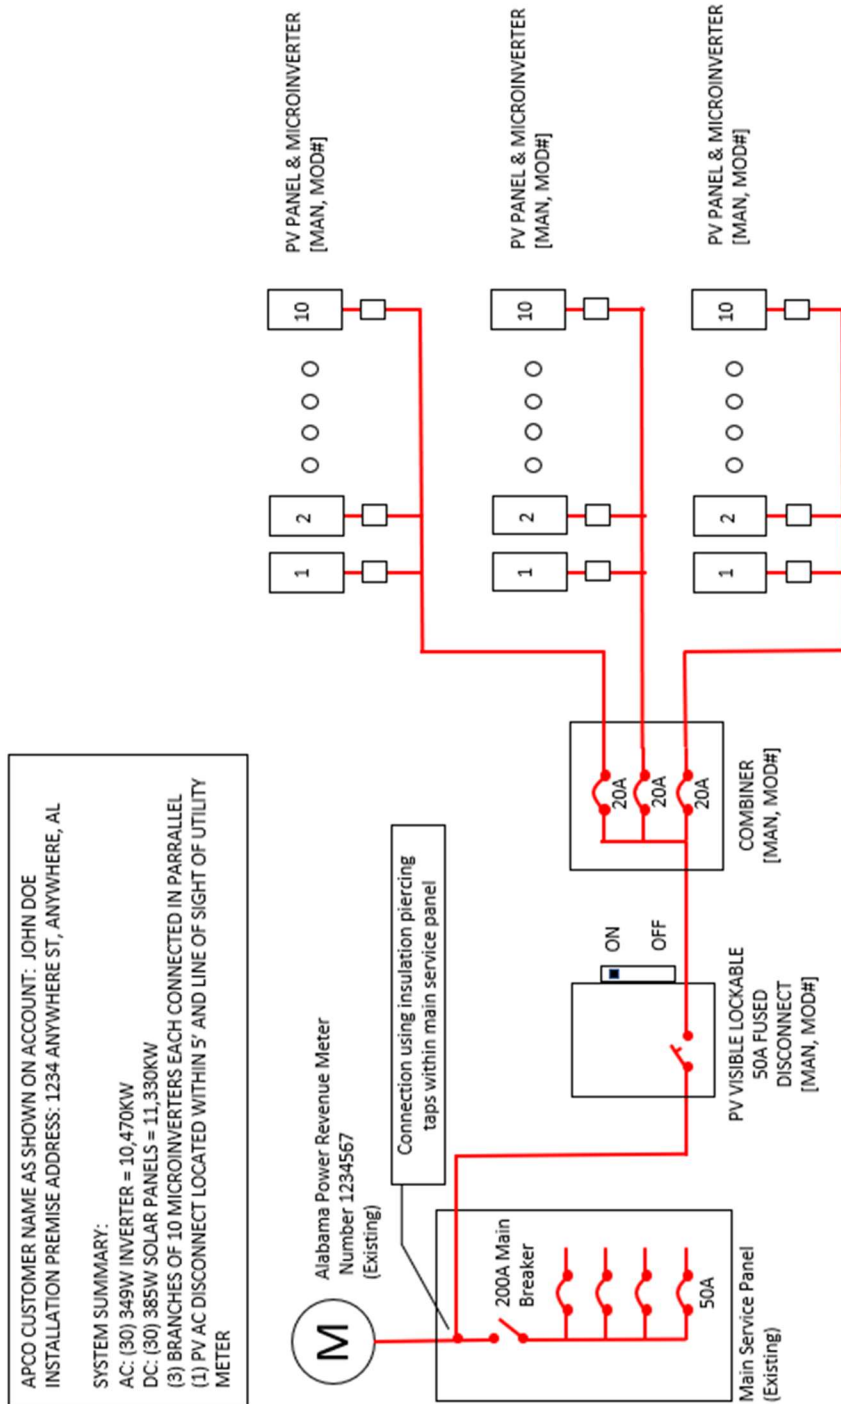 APCO CUSTOMER NAME AS SHOWN ON ACCOUNT: JOHN DOE
INSTALLATION PREMISE ADDRESS: 1234 ANYWHERE ST, ANYWHERE, AL
SYSTEM SUMMARY:
AC: (30) 349W INVERTER = 10,470KW
DC: (30) 385W SOLAR PANELS = 11,330KW
(3) BRANCHES OF 10 MICROINVERTERS EACH CONNECTED IN PARRALLEL
(1) PV AC DISCONNECT LOCATED WITHIN 5' AND LINE OF SIGHT OF UTILITY
METER
Alabama Power Revenue Meter
Number 1234567
(Existing)
M
Connection using insulation piercing
taps within main service panel
200A Main
Breaker
50A
Main Service Panel
(Existing)
ON
OFF
PV VISIBLE LOCKABLE
50A FUSED
DISCONNECT
[MAN, MOD#]
20A
20A
20A
COMBINER
[MAN, MOD#]
1
2
10
PV PANEL & MICROINVERTER
[MAN, MOD#]
1
2
10
PV PANEL & MICROINVERTER
[MAN, MOD#]
1
2
10
PV PANEL & MICROINVERTER
[MAN, MOD#]